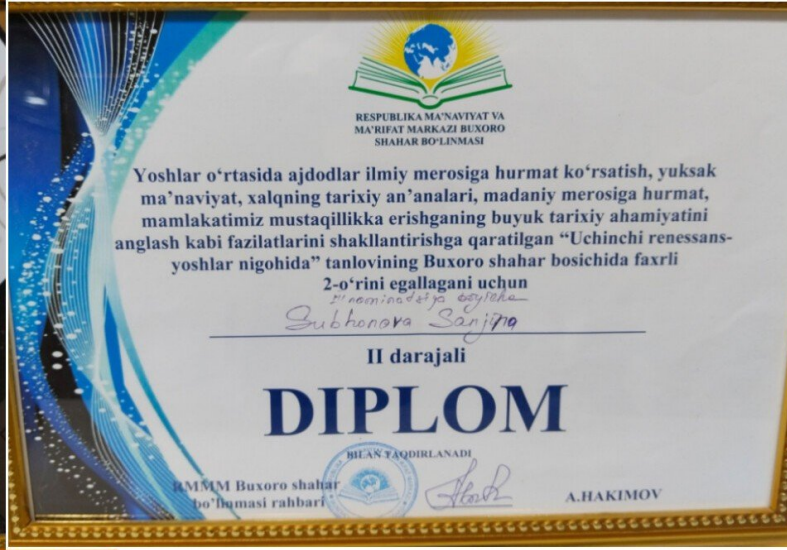 RESPUBLIKA MA'NAVIYAT VA
MA'RIFAT MARKAZI BUXORO
SHAHAR BO'LINMASI
Yoshlar o‘rtasida ajdodlar ilmiy merosiga hurmat ko‘rsatish, yuksak
ma’naviyat, xalqning tarixiy an’analari, madaniy merosiga hurmat,
mamlakatimiz mustaqillikka erishganing buyuk tarixiy ahamiyatini
anglash kabi fazilatlarini shakllantirishga qaratilgan “Uchinchi renessans-
yoshlar nigohida” tanlovining Buxoro shahar bosichida faxrli
2-o‘rini egallagani uchun
nominadsiya boyicha
Subhonova Sanjina
II darajali
DIPLOM
BILAN TAQDIRLANADI
RMMM Buxoro shahar
bo’linmasi rahbari
A.HAKIMOV